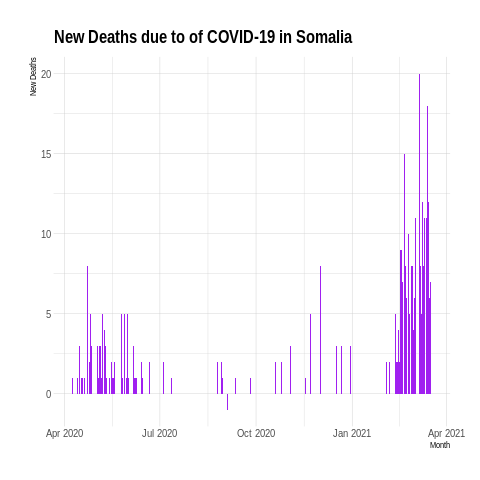 New Deaths due to of COVID-19 in Somalia
New Deaths
20
15
10
5
0
Apr 2020 Jul 2020 Oct 2020 Jan 2021 Apr 2021
Month